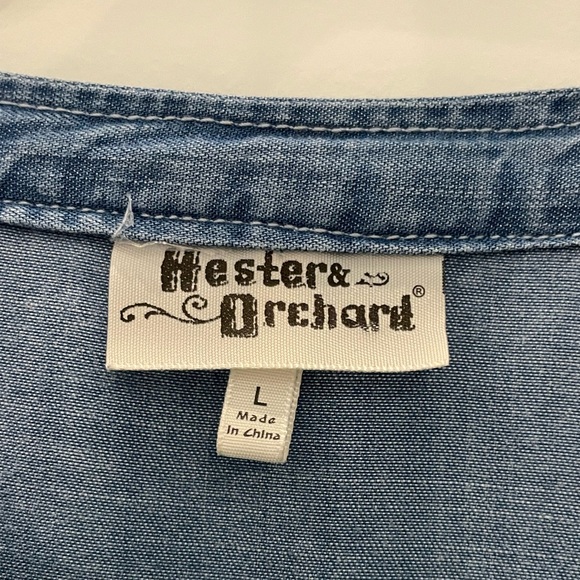 Hester &
Orchard®
L
Made
in China